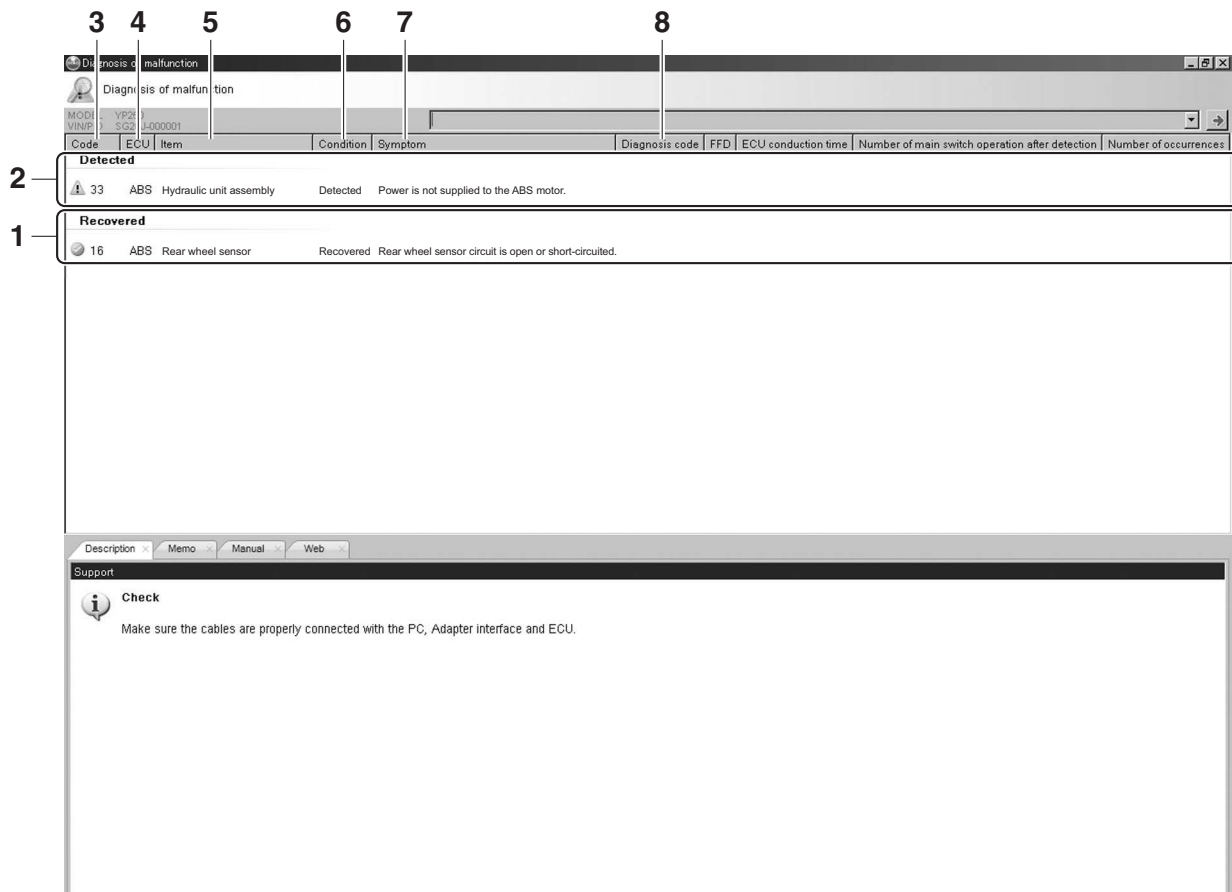 3 4 5 6 7 8
Diagnosis of malfunction
Diagnosis of malfunction
MODEL YP250
VIN/PID
Code ECU Item Condition Symptom Diagnosis code FFD ECU conduction time Number of main switch operation after detection Number of occurrences
Detected
2
33 ABS Hydraulic unit assembly Detected Power is not supplied to the ABS motor.
Recovered
1
16 ABS Rear wheel sensor Recovered Rear wheel sensor circuit is open or short-circuited.
Description Memo Manual Web
Support
Check
Make sure the cables are properly connected with the PC, Adapter interface and ECU.